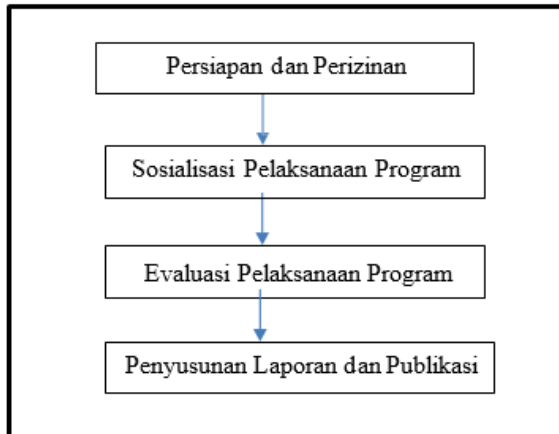 Persiapan dan Perizinan
Sosialisasi Pelaksanaan Program
Evaluasi Pelaksanaan Program
Penyusunan Laporan dan Publikasi